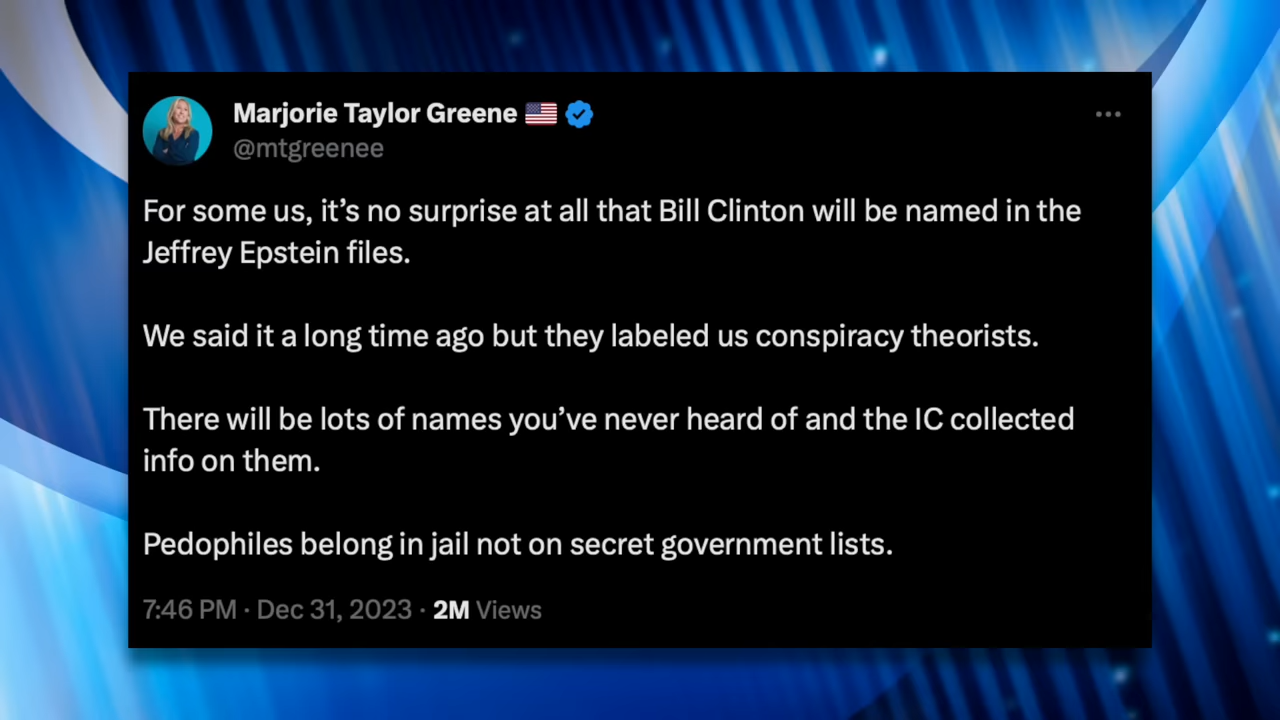 Marjorie Taylor Greene 🇺🇸
@mtgreenee
For some us, it’s no surprise at all that Bill Clinton will be named in the
Jeffrey Epstein files.
We said it a long time ago but they labeled us conspiracy theorists.
There will be lots of names you’ve never heard of and the IC collected
info on them.
Pedophiles belong in jail not on secret government lists.
7:46 PM · Dec 31, 2023 · 2M Views